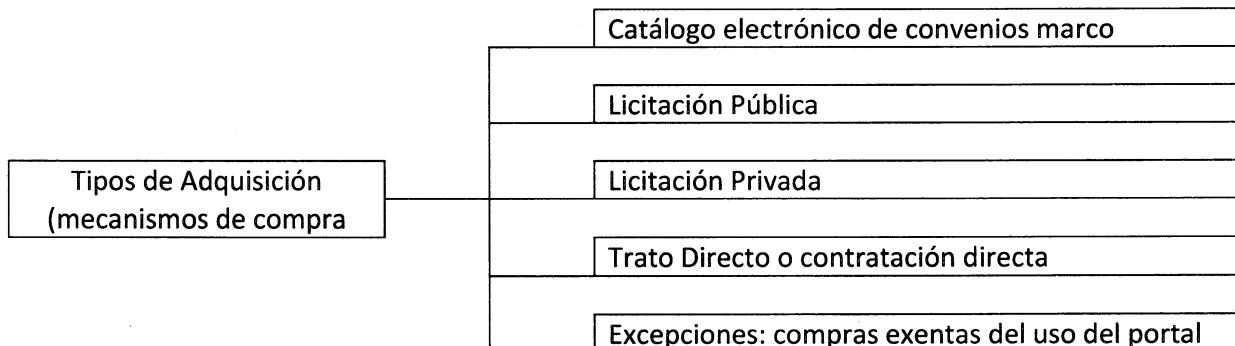 Catálogo electrónico de convenios marco
Licitación Pública
Tipos de Adquisición
(mecanismos de compra
Licitación Privada
Trato Directo o contratación directa
Excepciones: compras exentas del uso del portal